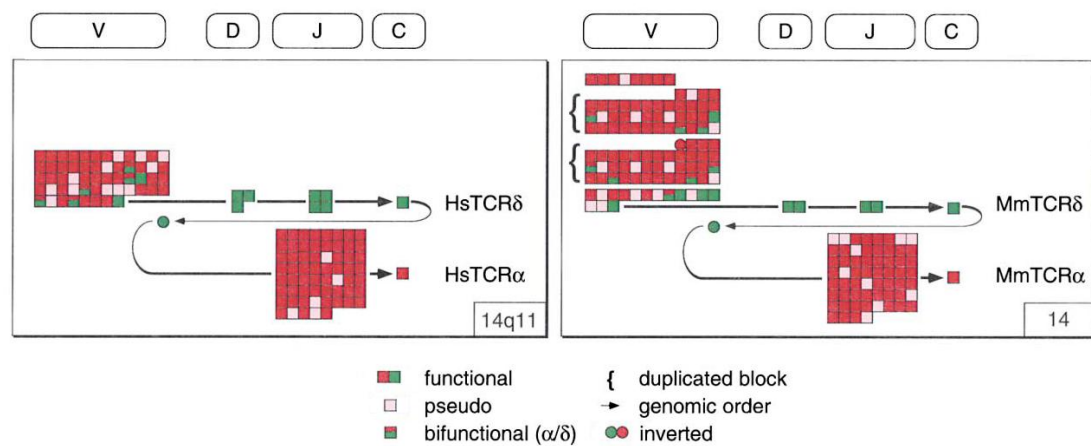 V D J C V D J C
HsTCRδ MmTCRδ
HsTCRα MmTCRα
14q11 14
functional { duplicated block
pseudo genomic order
bifunctional (α/δ) inverted